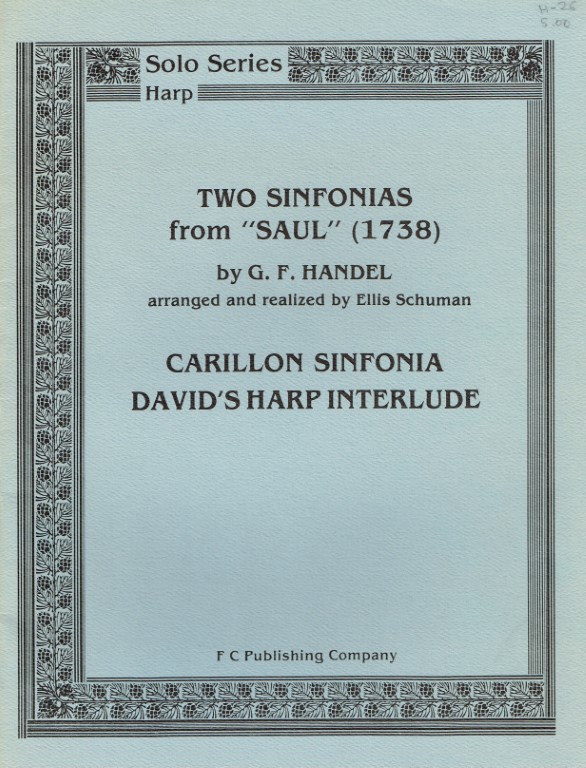 H-26
5.00
Solo Series
Harp
TWO SINFONIAS
from "SAUL" (1738)
by G. F. HANDEL
arranged and realized by Ellis Schuman
CARILLON SINFONIA
DAVID'S HARP INTERLUDE
F C Publishing Company